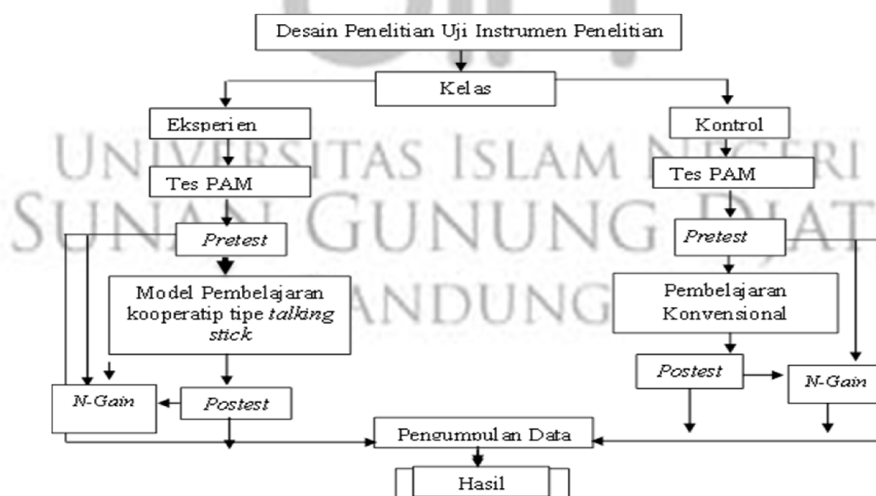 Desain Penelitian Uji Instrumen Penelitian
Kelas
Eksperien
Kontrol
UNIVERSITAS ISLAM NEGERI
Tes PAM
Tes PAM
SUNAN GUNUNG DJATI
Pretest
Pretest
Model Pembelajaran
kooperatip tipe talking
stick
Pembelajaran
Konvensional
BANDUNG
Postest
N-Gain
N-Gain
Postest
Pengumpulan Data
Hasil